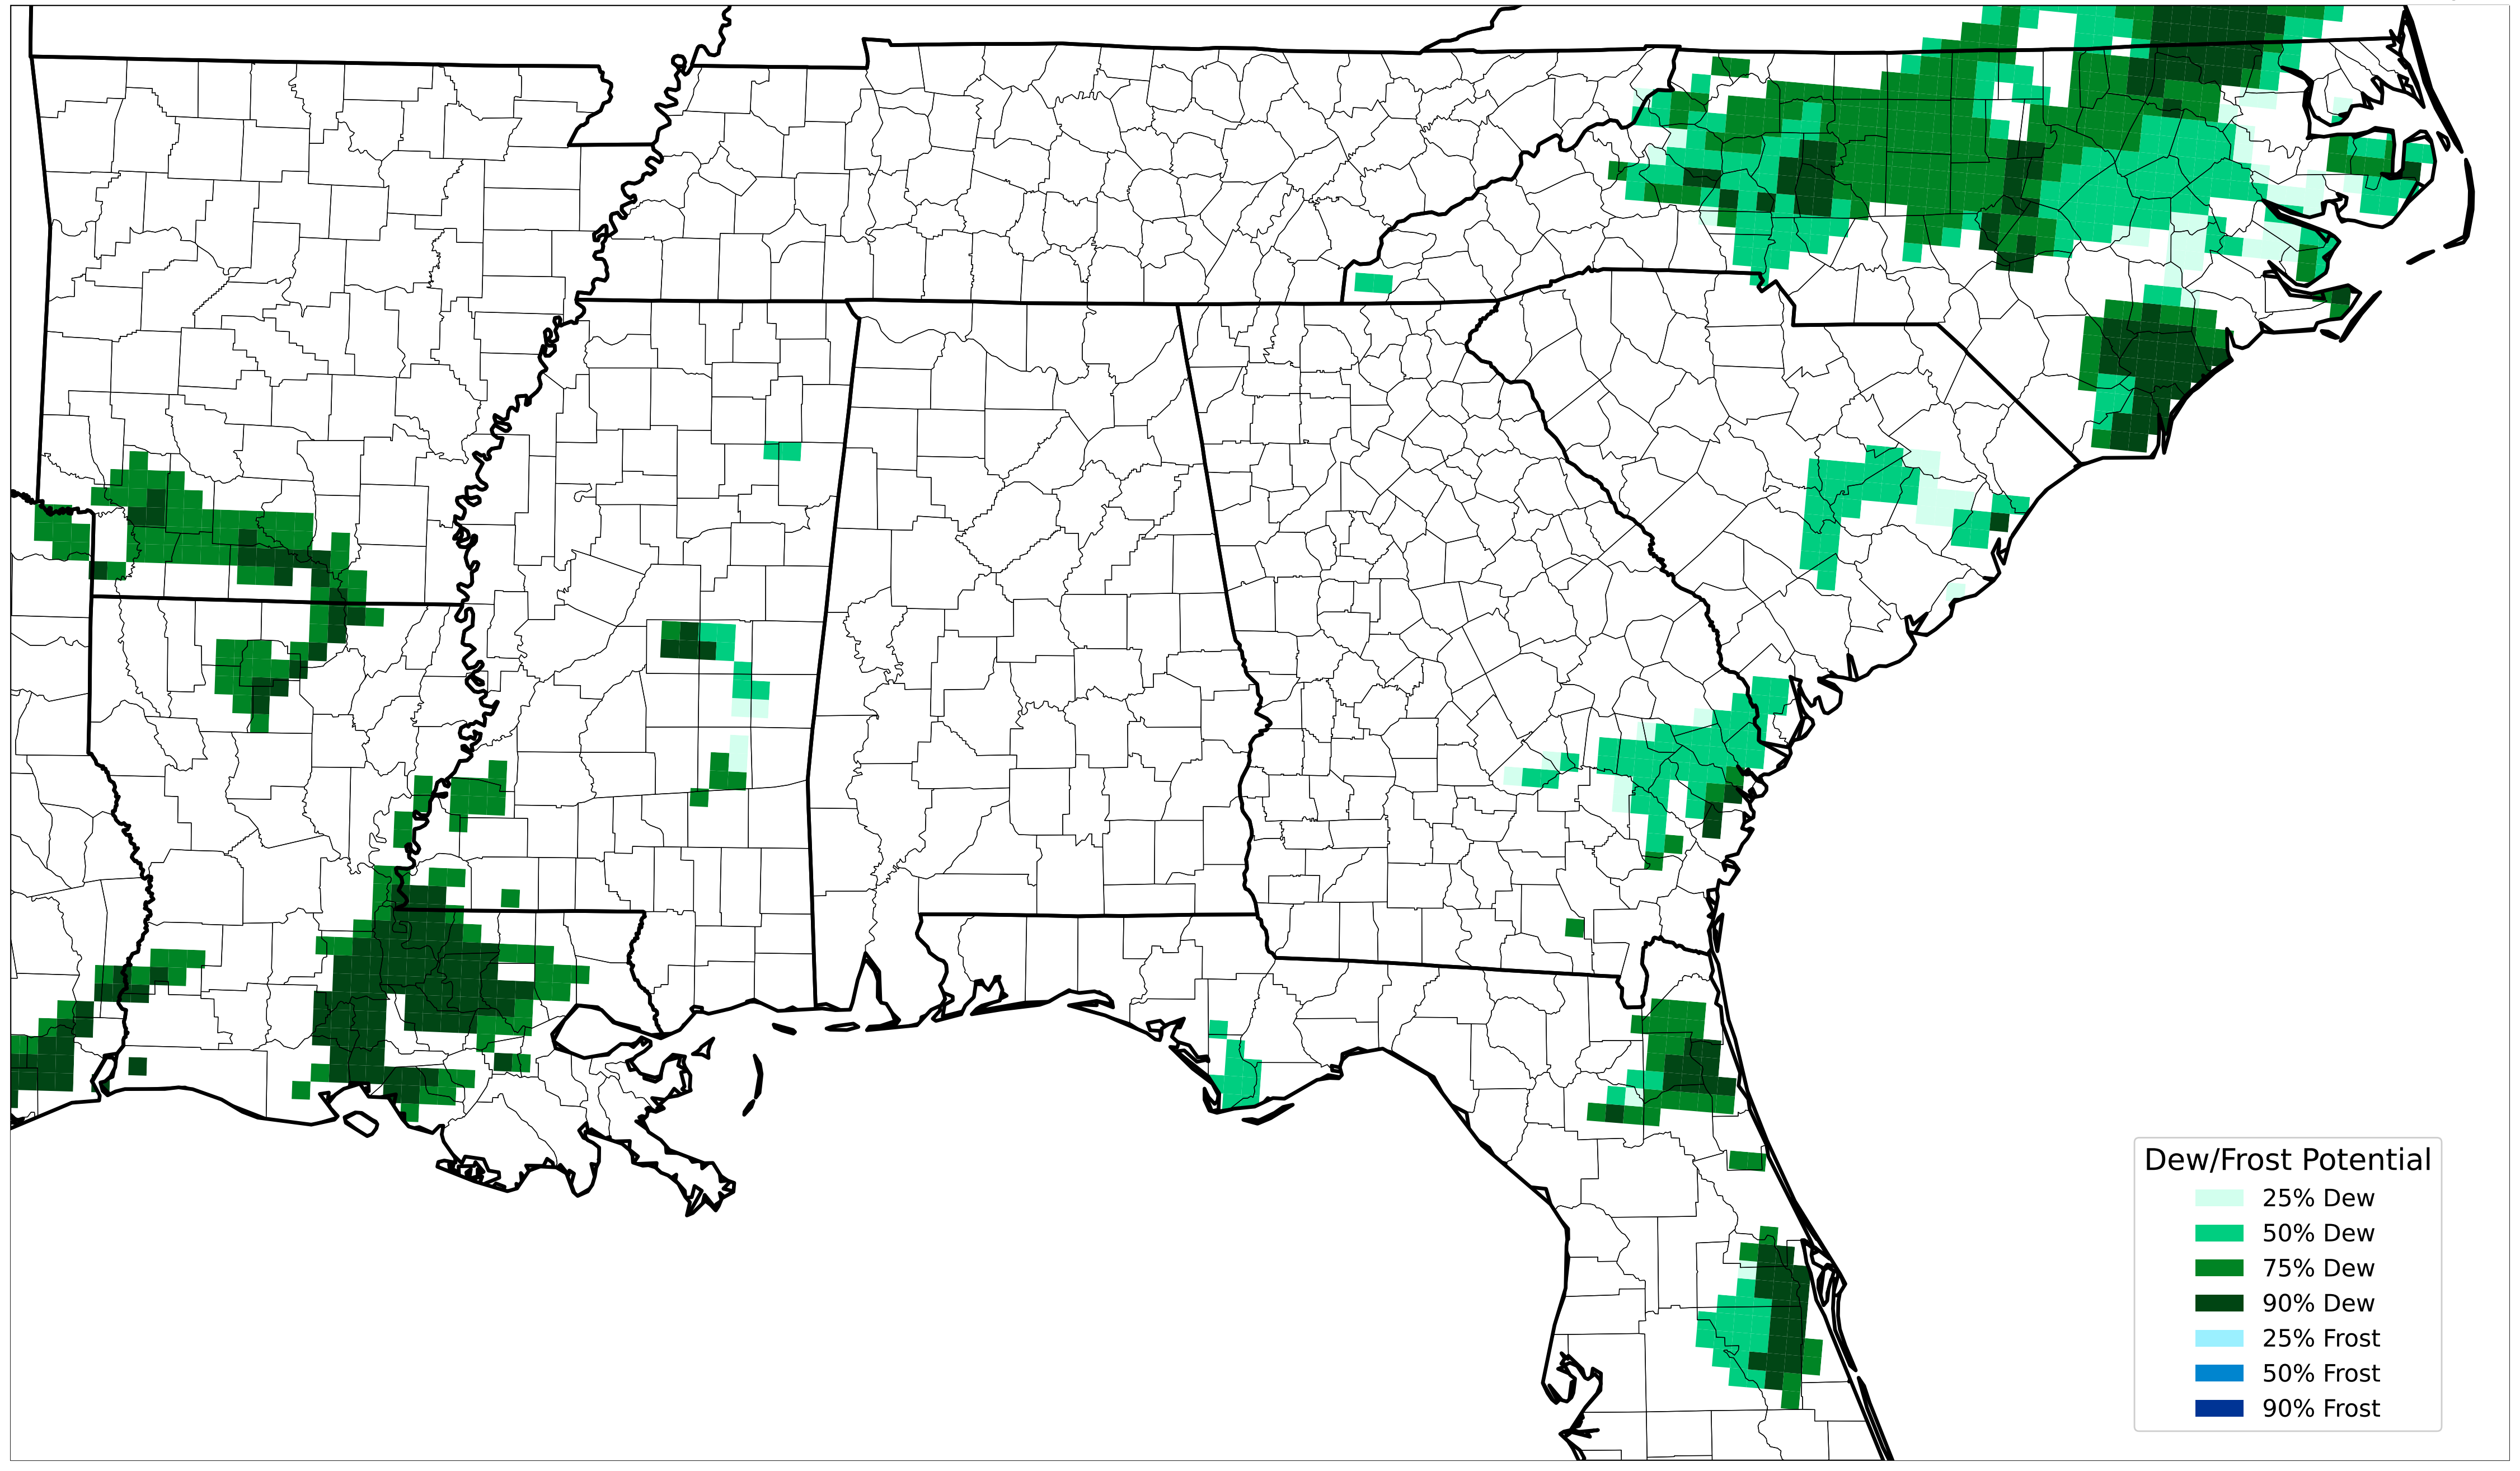 Dew/Frost Potential
25% Dew
50% Dew
75% Dew
90% Dew
25% Frost
50% Frost
90% Frost